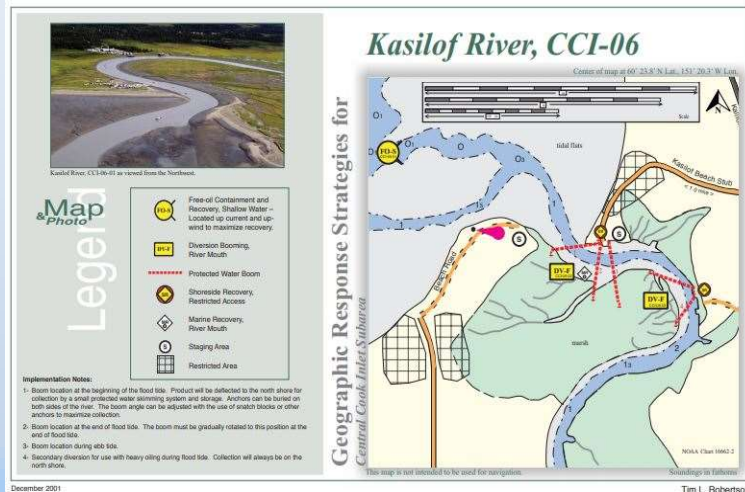 Kasilof River, CCI-06
Center of map at 60° 23.8' N Lat., 151° 20.3' W Lon.
Kasilof River, CCI-06-01 as viewed from the Northwest.
Map
& Photo
Legend
FO-S
Free-oil Containment and
Recovery, Shallow Water –
Located up current and up-
wind to maximize recovery.
DV-F
Diversion Booming,
River Mouth
Protected Water Boom
Shoreside Recovery,
Restricted Access
Marine Recovery,
River Mouth
S
Staging Area
Restricted Area
Implementation Notes:
1- Boom location at the beginning of the flood tide. Product will be deflected to the north shore for
collection by a small protected water skimming system and storage. Anchors can be buried on
both sides of the river. The boom angle can be adjusted with the use of snatch blocks or other
anchors to maximize collection.
2- Boom location at the end of flood tide. The boom must be gradually rotated to this position at the
end of flood tide.
3- Boom location during ebb tide.
4- Secondary diversion for use with heavy oiling during flood tide. Collection will always be on the
north shore.
Geographic Response Strategies for
Central Cook Inlet Subarea
Scale
N
FO-S
tidal flats
Kasilof Beach Stub
Beach Road
S
S
DV-F
DV-F
marsh
NOAA Chart 16662-2
This map is not intended to be used for navigation.
Soundings in fathoms
December 2001
Tim L. Robertson